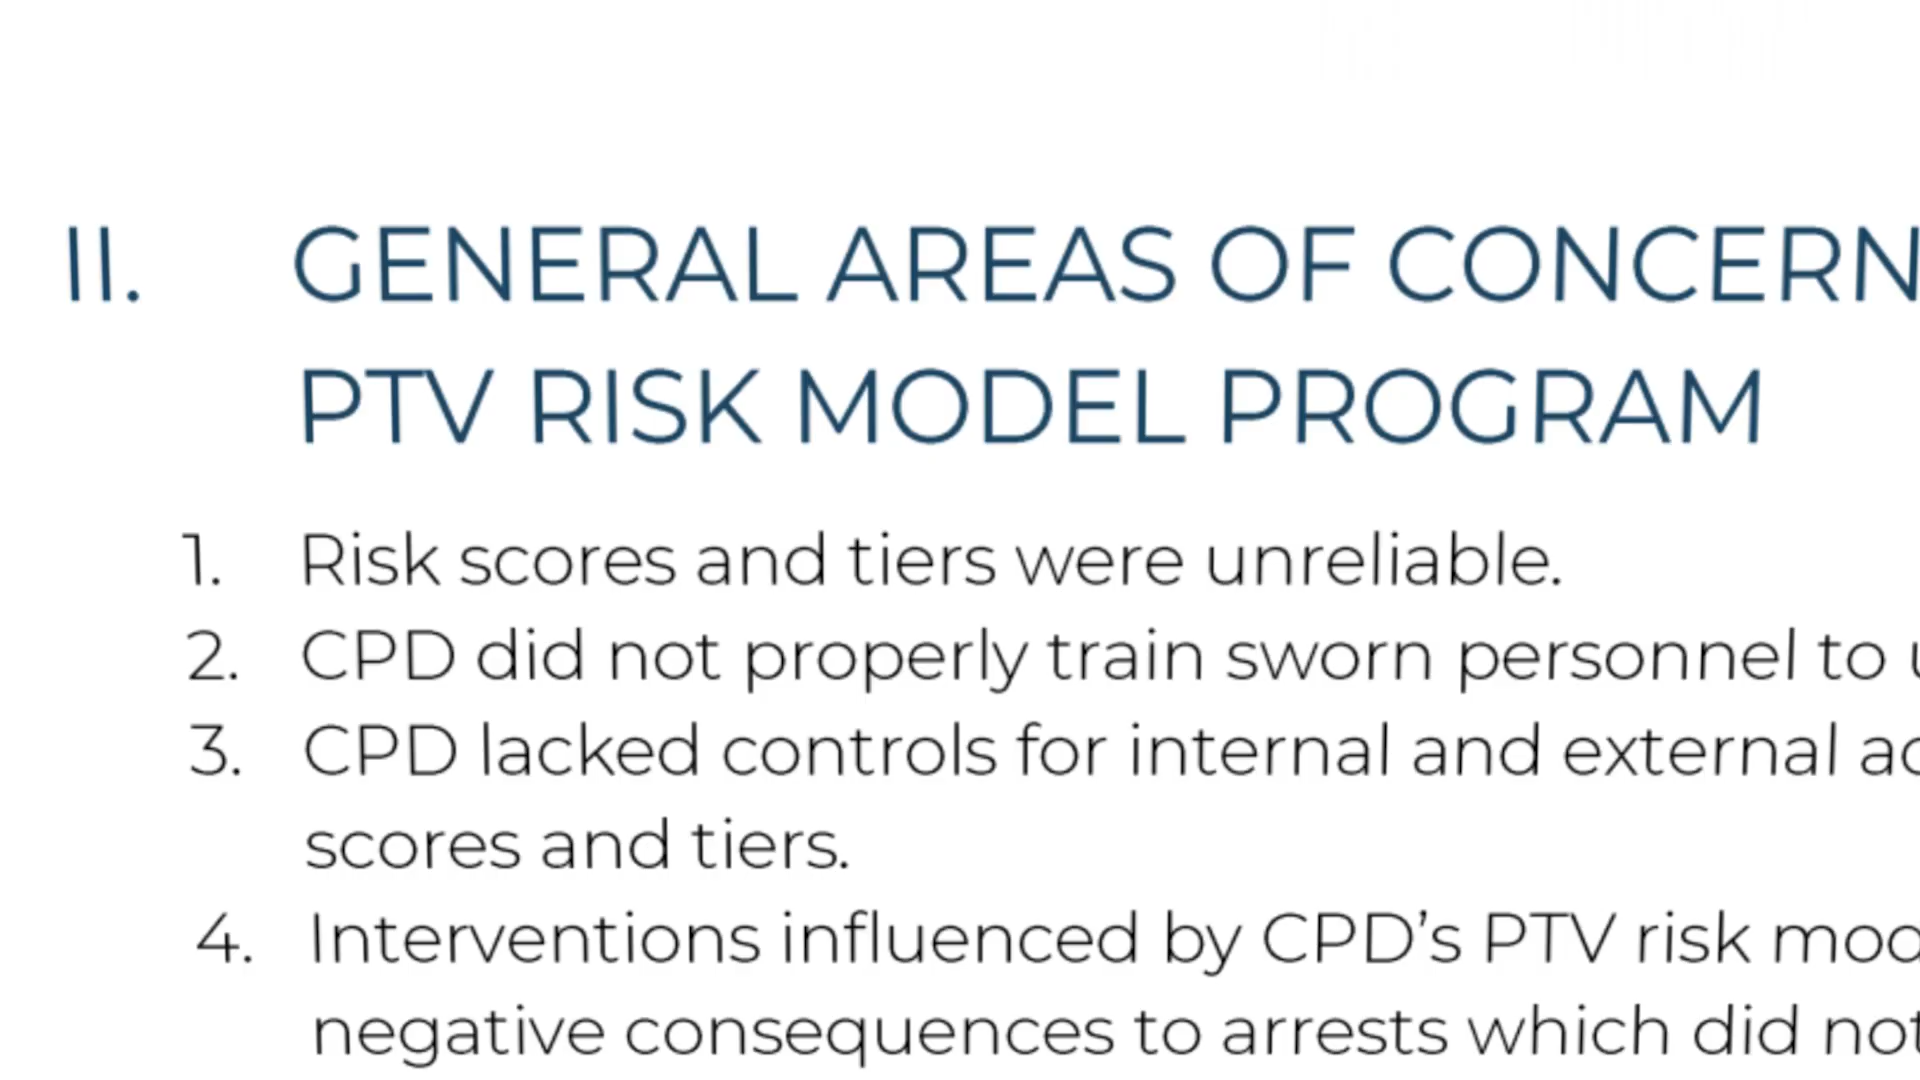 II. GENERAL AREAS OF CONCERN
PTV RISK MODEL PROGRAM
1. Risk scores and tiers were unreliable.
2. CPD did not properly train sworn personnel to
3. CPD lacked controls for internal and external
scores and tiers.
4. Interventions influenced by CPD’s PTV risk
negative consequences to arrests which did not